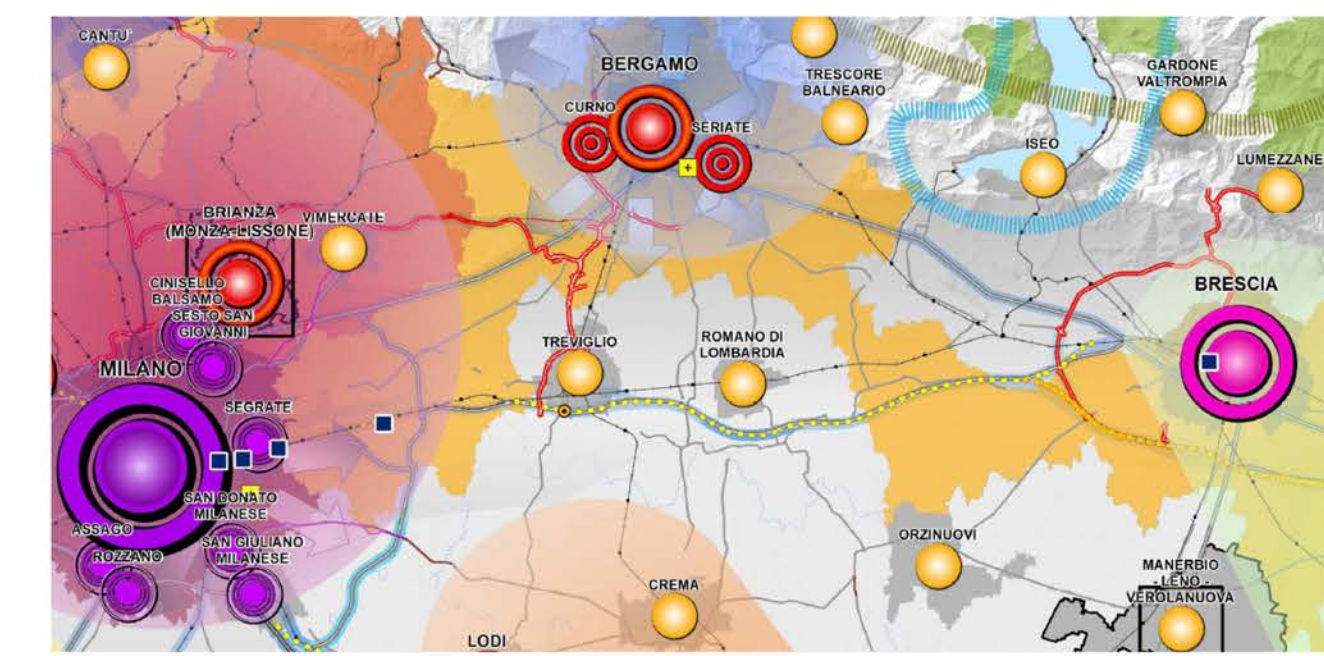 CANTU`
BERGAMO
CURNO
SERIATE
TRESCORE
BALNEARIO
GARDONE
VALTROMPIA
ISEO
LUMEZZANE
BRIANZA
(MONZA-LISSONE)
VIMERCATE
CINISELLO
BALSAMO
SESTO SAN
GIOVANNI
MILANO
SEGRATE
TREVIGLIO
ROMANO DI
LOMBARDIA
BRESCIA
SAN DONATO
MILANESE
ASSAGO
ROZZANO
SAN GIULIANO
MILANESE
ORZINUOVI
CREMA
LODI
MANERBIO
- LENO -
VEROLANUOVA